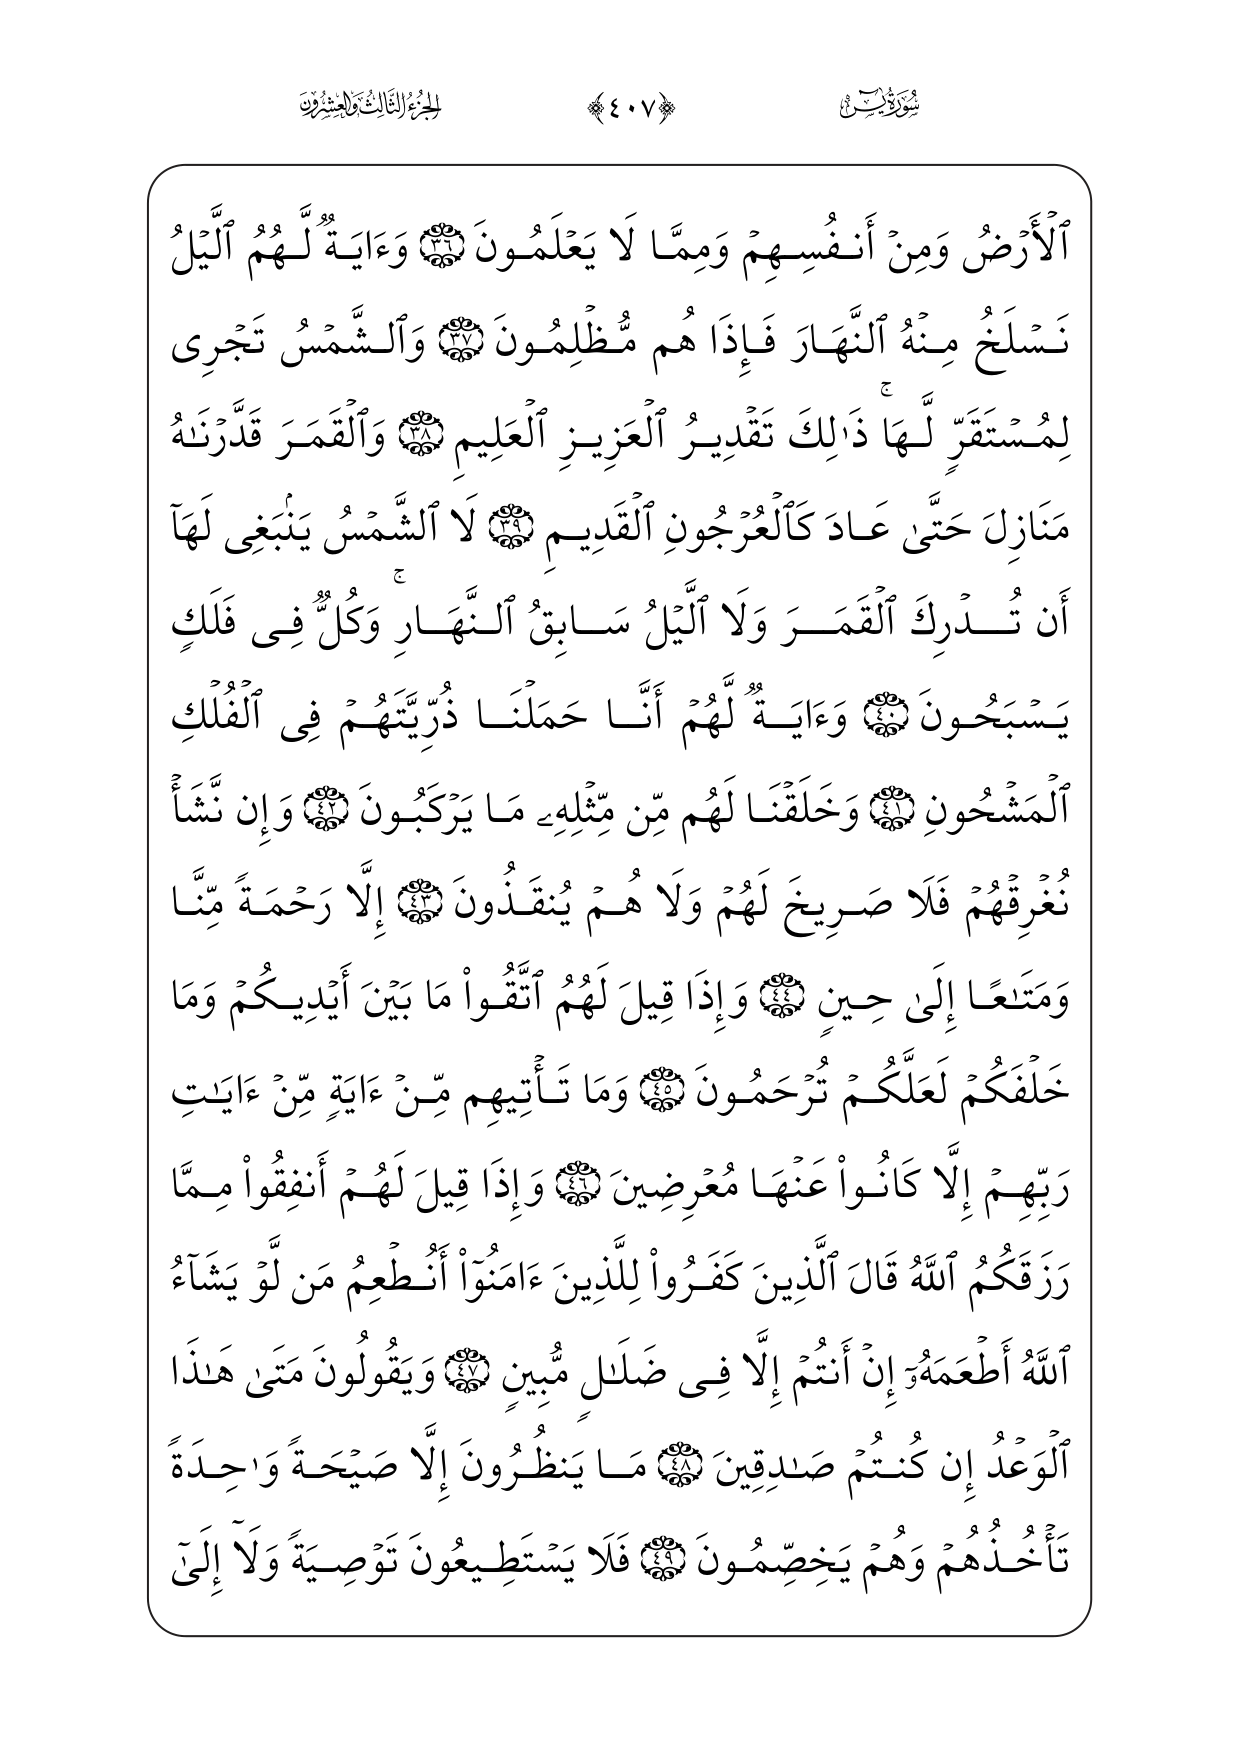 سُورَةُ يسٓ ﴿٤٠٧﴾ الجُزْءُ الثَّالِثُ وَالعِشْرُونَ
ٱلْأَرْضُ وَمِنْ أَنفُسِهِمْ وَمِمَّا لَا يَعْلَمُونَ ٣٦ وَءَايَةٌ لَّهُمُ ٱلَّيْلُ
نَسْلَخُ مِنْهُ ٱلنَّهَارَ فَإِذَا هُم مُّظْلِمُونَ ٣٧ وَٱلشَّمْسُ تَجْرِى
لِمُسْتَقَرٍّ لَّهَا ۚ ذَٰلِكَ تَقْدِيرُ ٱلْعَزِيزِ ٱلْعَلِيمِ ٣٨ وَٱلْقَمَرَ قَدَّرْنَـٰهُ
مَنَازِلَ حَتَّىٰ عَادَ كَٱلْعُرْجُونِ ٱلْقَدِيمِ ٣٩ لَا ٱلشَّمْسُ يَنۢبَغِى لَهَآ
أَن تُدْرِكَ ٱلْقَمَرَ وَلَا ٱلَّيْلُ سَابِقُ ٱلنَّهَارِ ۚ وَكُلٌّ فِى فَلَكٍ
يَسْبَحُونَ ٤٠ وَءَايَةٌ لَّهُمْ أَنَّا حَمَلْنَا ذُرِّيَّتَهُمْ فِى ٱلْفُلْكِ
ٱلْمَشْحُونِ ٤١ وَخَلَقْنَا لَهُم مِّن مِّثْلِهِۦ مَا يَرْكَبُونَ ٤٢ وَإِن نَّشَأْ
نُغْرِقْهُمْ فَلَا صَرِيخَ لَهُمْ وَلَا هُمْ يُنقَذُونَ ٤٣ إِلَّا رَحْمَةً مِّنَّا
وَمَتَـٰعًا إِلَىٰ حِينٍ ٤٤ وَإِذَا قِيلَ لَهُمُ ٱتَّقُوا۟ مَا بَيْنَ أَيْدِيكُمْ وَمَا
خَلْفَكُمْ لَعَلَّكُمْ تُرْحَمُونَ ٤٥ وَمَا تَأْتِيهِم مِّنْ ءَايَةٍ مِّنْ ءَايَـٰتِ
رَبِّهِمْ إِلَّا كَانُوا۟ عَنْهَا مُعْرِضِينَ ٤٦ وَإِذَا قِيلَ لَهُمْ أَنفِقُوا۟ مِمَّا
رَزَقَكُمُ ٱللَّهُ قَالَ ٱلَّذِينَ كَفَرُوا۟ لِلَّذِينَ ءَامَنُوٓا۟ أَنُطْعِمُ مَن لَّوْ يَشَآءُ
ٱللَّهُ أَطْعَمَهُۥٓ إِنْ أَنتُمْ إِلَّا فِى ضَلَـٰلٍ مُّبِينٍ ٤٧ وَيَقُولُونَ مَتَىٰ هَـٰذَا
ٱلْوَعْدُ إِن كُنتُمْ صَـٰدِقِينَ ٤٨ مَا يَنظُرُونَ إِلَّا صَيْحَةً وَٰحِدَةً
تَأْخُذُهُمْ وَهُمْ يَخِصِّمُونَ ٤٩ فَلَا يَسْتَطِيعُونَ تَوْصِيَةً وَلَآ إِلَىٰٓ